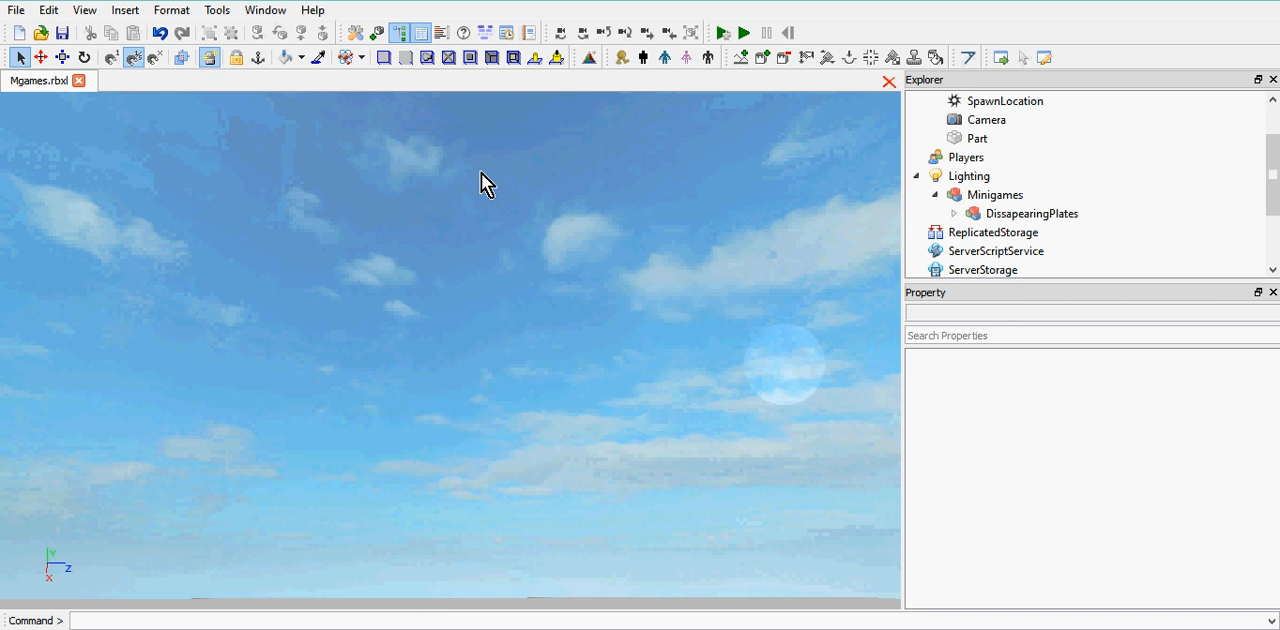 File Edit View Insert Format Tools Window Help
Mgames.rbxl
Explorer
SpawnLocation
Camera
Part
Players
Lighting
Minigames
DissapearingPlates
ReplicatedStorage
ServerScriptService
ServerStorage
Property
Search Properties
Y
Z
X
Command >